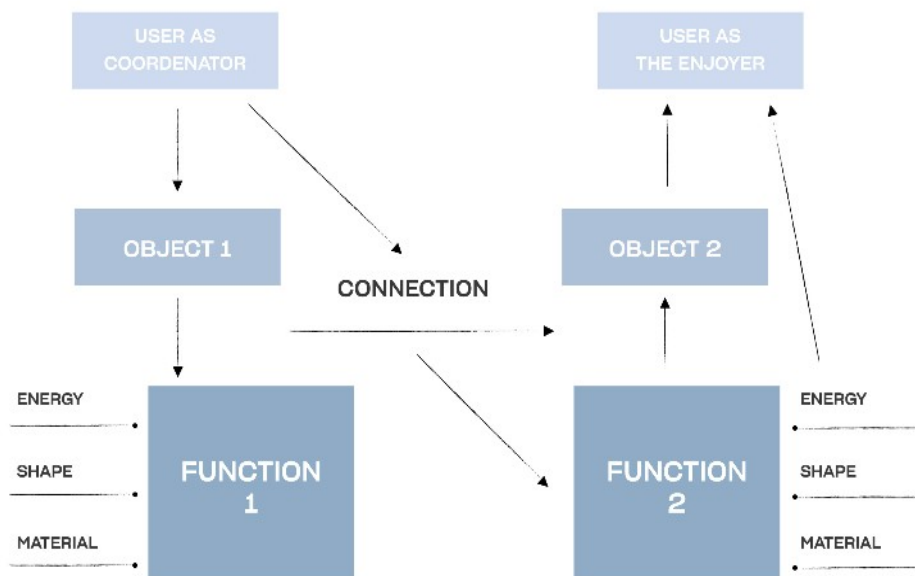 USER AS
COORDENATOR
USER AS
THE ENJOYER
OBJECT 1
OBJECT 2
CONNECTION
ENERGY
SHAPE
MATERIAL
FUNCTION
1
FUNCTION
2
ENERGY
SHAPE
MATERIAL